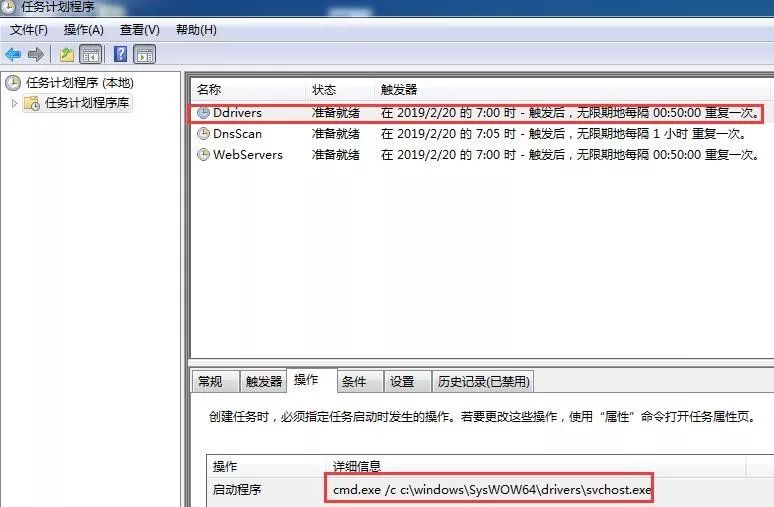 任务计划程序
文件(F) 操作(A) 查看(V) 帮助(H)
任务计划程序 (本地)
任务计划程序库
名称 状态 触发器
Ddrivers 准备就绪 在 2019/2/20 的 7:00 时 - 触发后，无限期地每隔 00:50:00 重复一次。
DnsScan 准备就绪 在 2019/2/20 的 7:05 时 - 触发后，无限期地每隔 1 小时 重复一次。
WebServers 准备就绪 在 2019/2/20 的 7:00 时 - 触发后，无限期地每隔 00:50:00 重复一次。
常规 触发器 操作 条件 设置 历史记录(已禁用)
创建任务时，必须指定任务启动时发生的操作。若要更改这些操作，使用“属性”命令打开任务属性页。
操作 详细信息
启动程序 cmd.exe /c c:\windows\SysWOW64\drivers\svchost.exe